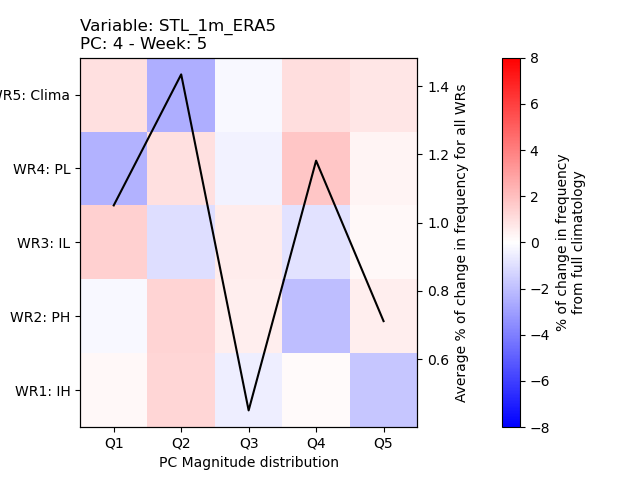 Variable: STL_1m_ERA5
PC: 4 - Week: 5
WR5: Clima
WR4: PL
WR3: IL
WR2: PH
WR1: IH
Q1 Q2 Q3 Q4 Q5
PC Magnitude distribution
1.4
1.2
1.0
0.8
0.6
Average % of change in frequency for all WRs
8
6
4
2
0
−2
−4
−6
−8
% of change in frequency
from full climatology